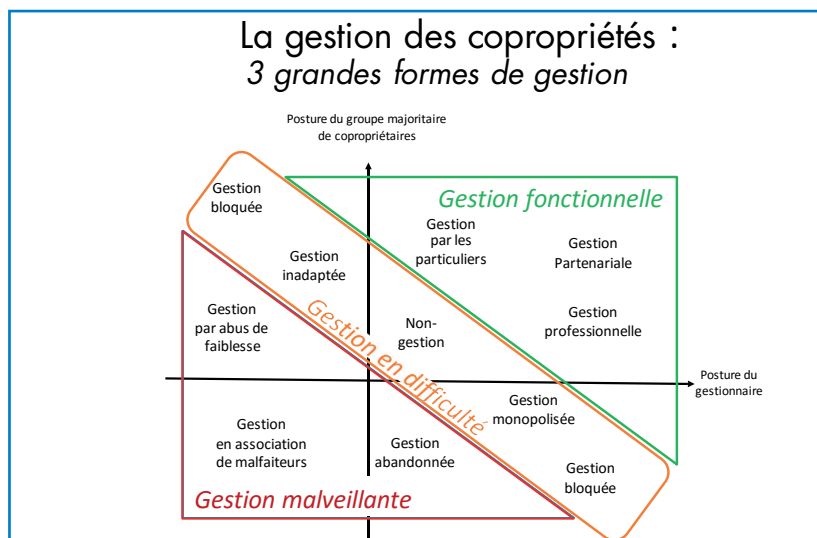 La gestion des copropriétés :
3 grandes formes de gestion
Posture du groupe majoritaire
de copropriétaires
Gestion
bloquée
Gestion fonctionnelle
Gestion
par les
particuliers
Gestion
Partenariale
Gestion
inadaptée
Gestion
par abus de
faiblesse
Non-
gestion
Gestion
professionnelle
Gestion en difficulté
Posture du
gestionnaire
Gestion
monopolisée
Gestion
en association
de malfaiteurs
Gestion
abandonnée
Gestion
bloquée
Gestion malveillante